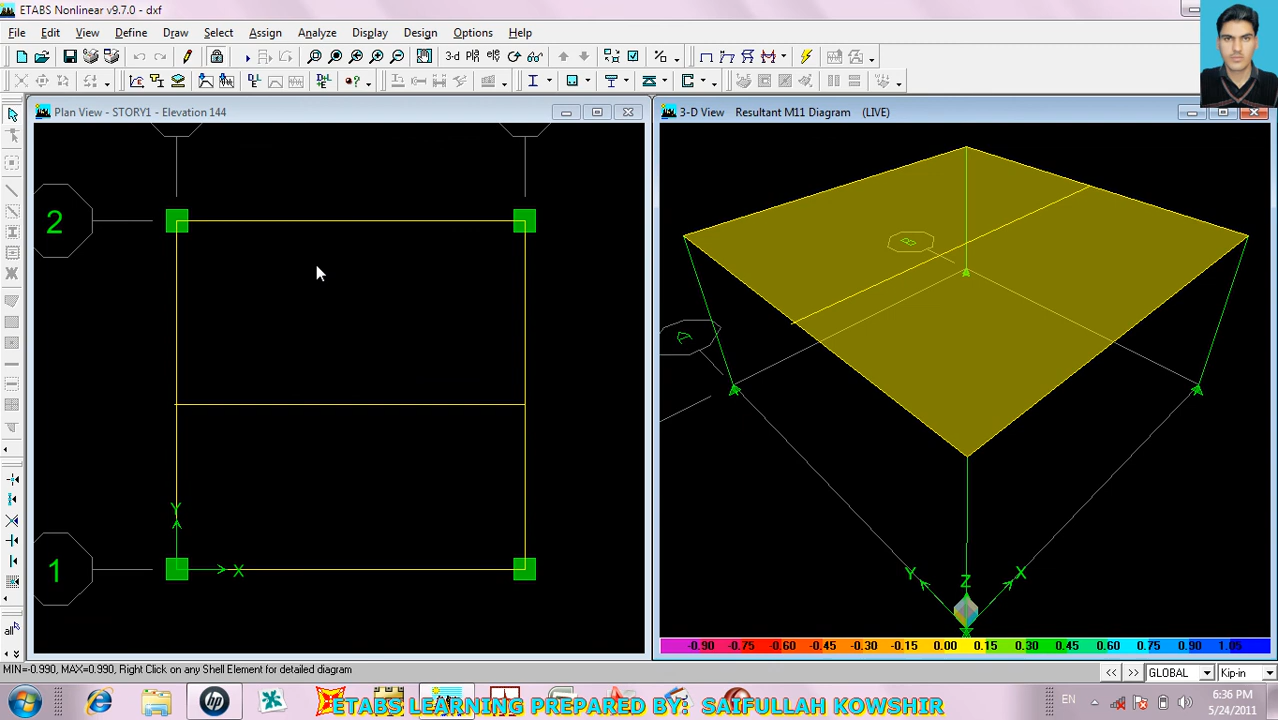 ETABS Nonlinear v9.7.0 - dxf
File Edit View Define Draw Select Assign Analyze Display Design Options Help
3-d
Plan View - STORY1 - Elevation 144
3-D View Resultant M11 Diagram (LIVE)
2
1
Y
X
B
A
Y
Z
X
-0.90 -0.75 -0.60 -0.45 -0.30 -0.15 0.00 0.15 0.30 0.45 0.60 0.75 0.90 1.05
all
MIN=-0.990, MAX=0.990, Right Click on any Shell Element for detailed diagram
GLOBAL
Kip-in
ETABS LEARNING PREPARED BY: SAIFULLAH KOWSHIR
EN
6:36 PM
5/24/2011